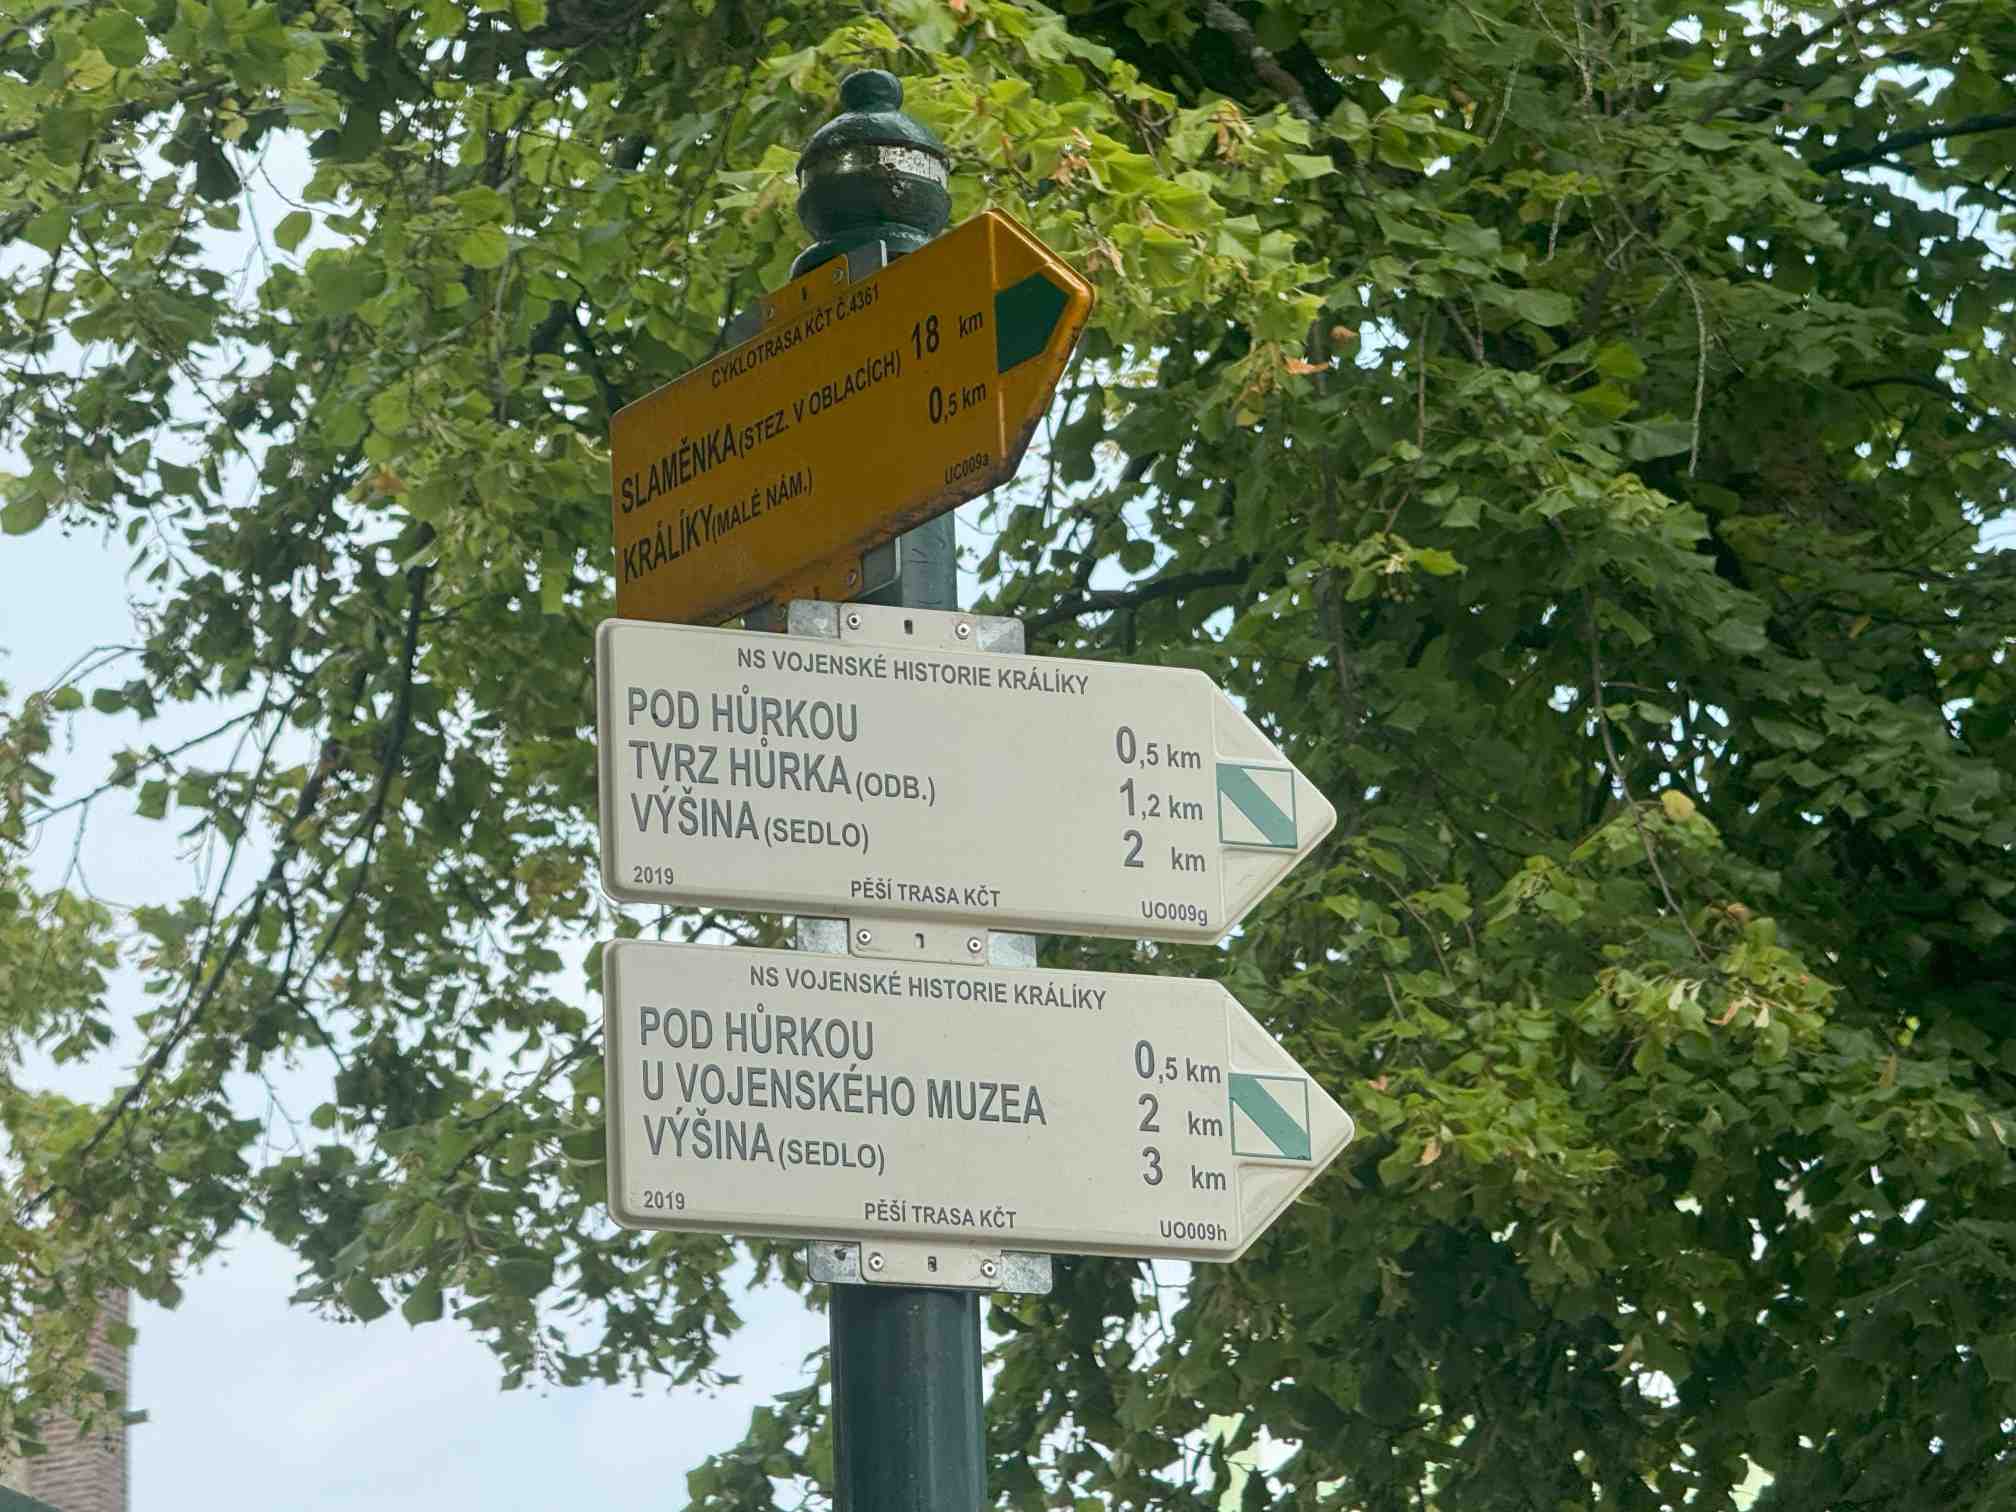 CYKLOTRASA KČT Č.4361
SLAMĚNKA(STEZ. V OBLACÍCH) 18 km
KRÁLÍKY(MALÉ NÁM.) 0,5 km
UC009a
NS VOJENSKÉ HISTORIE KRÁLÍKY
POD HŮRKOU 0,5 km
TVRZ HŮRKA(ODB.) 1,2 km
VÝŠINA(SEDLO) 2 km
2019 PĚŠÍ TRASA KČT UO009g
NS VOJENSKÉ HISTORIE KRÁLÍKY
POD HŮRKOU 0,5 km
U VOJENSKÉHO MUZEA 2 km
VÝŠINA(SEDLO) 3 km
2019 PĚŠÍ TRASA KČT UO009h